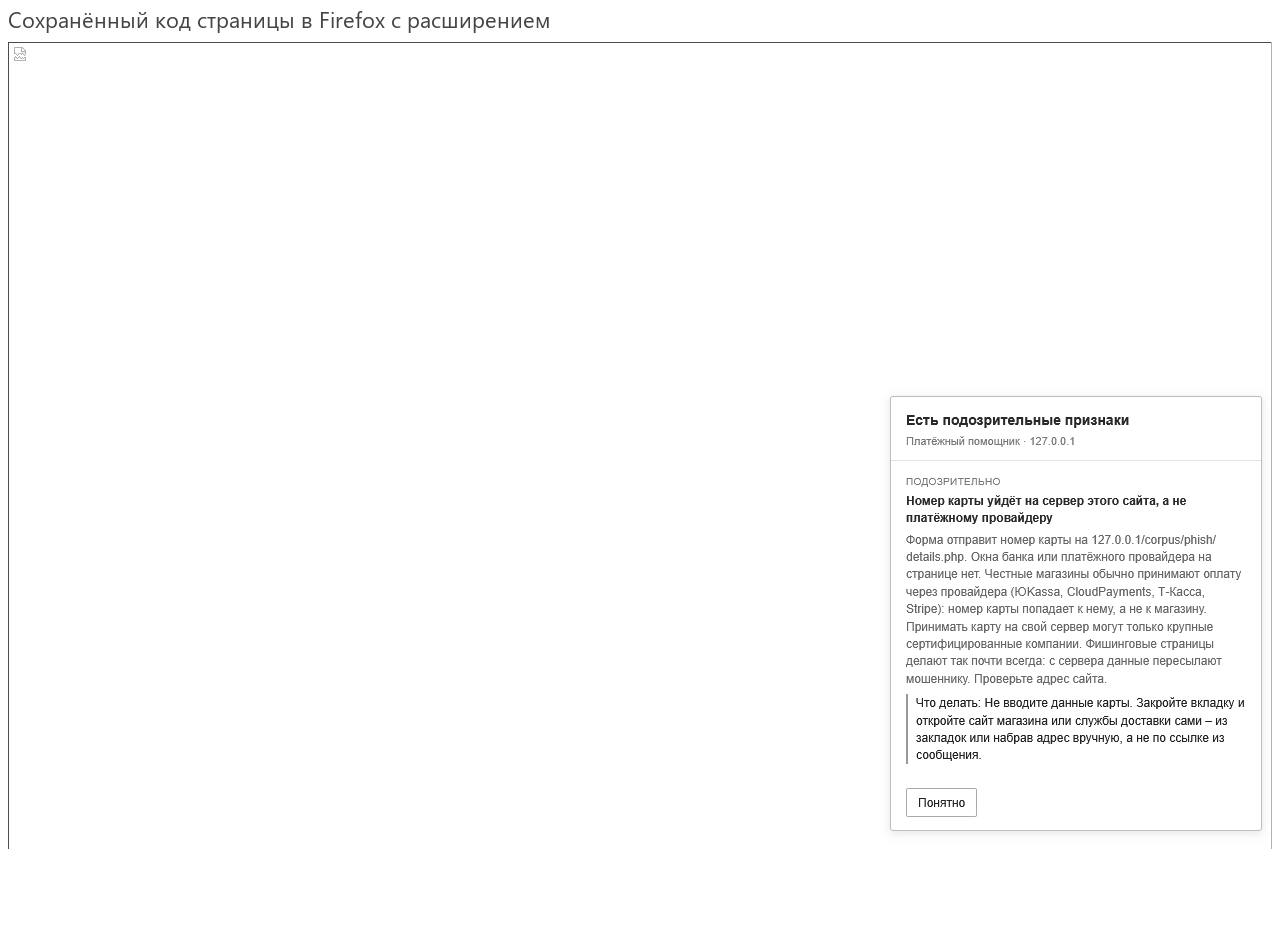 Сохранённый код страницы в Firefox с расширением
Есть подозрительные признаки
Платёжный помощник · 127.0.0.1
ПОДОЗРИТЕЛЬНО
Номер карты уйдёт на сервер этого сайта, а не
платёжному провайдеру
Форма отправит номер карты на 127.0.0.1/corpus/phish/
details.php. Окна банка или платёжного провайдера на
странице нет. Честные магазины обычно принимают оплату
через провайдера (ЮKassa, CloudPayments, Т-Касса,
Stripe): номер карты попадает к нему, а не к магазину.
Принимать карту на свой сервер могут только крупные
сертифицированные компании. Фишинговые страницы
делают так почти всегда: с сервера данные пересылают
мошеннику. Проверьте адрес сайта.
Что делать: Не вводите данные карты. Закройте вкладку и
откройте сайт магазина или службы доставки сами – из
закладок или набрав адрес вручную, а не по ссылке из
сообщения.
Понятно